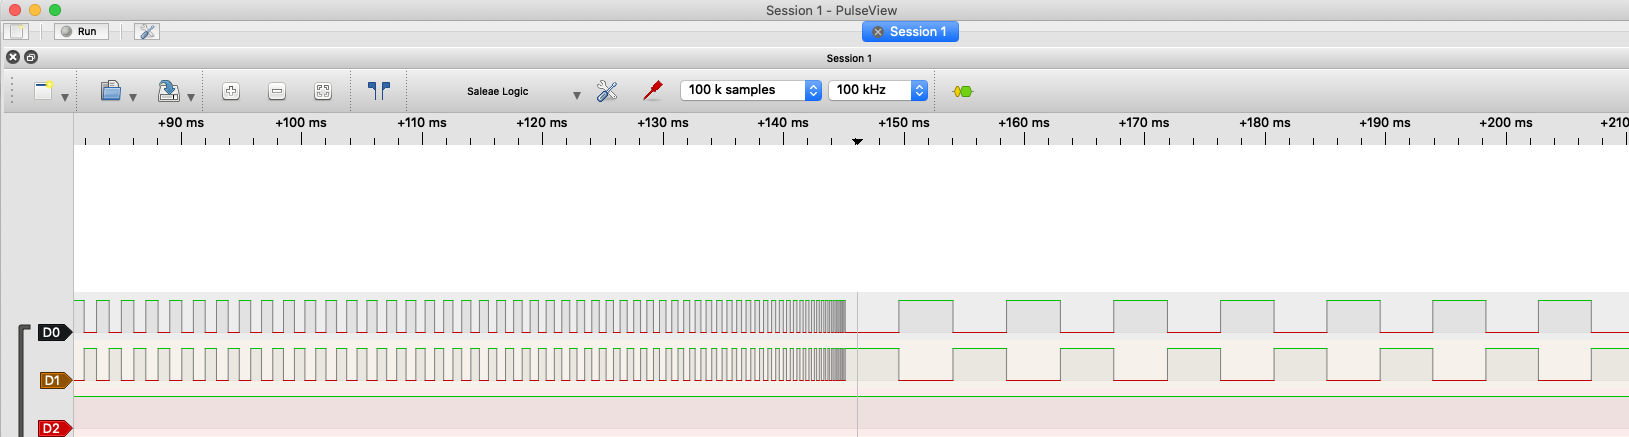 Session 1 - PulseView
Run
Session 1
Session 1
Saleae Logic
100 k samples
100 kHz
+90 ms +100 ms +110 ms +120 ms +130 ms +140 ms +150 ms +160 ms +170 ms +180 ms +190 ms +200 ms +210
D0
D1
D2